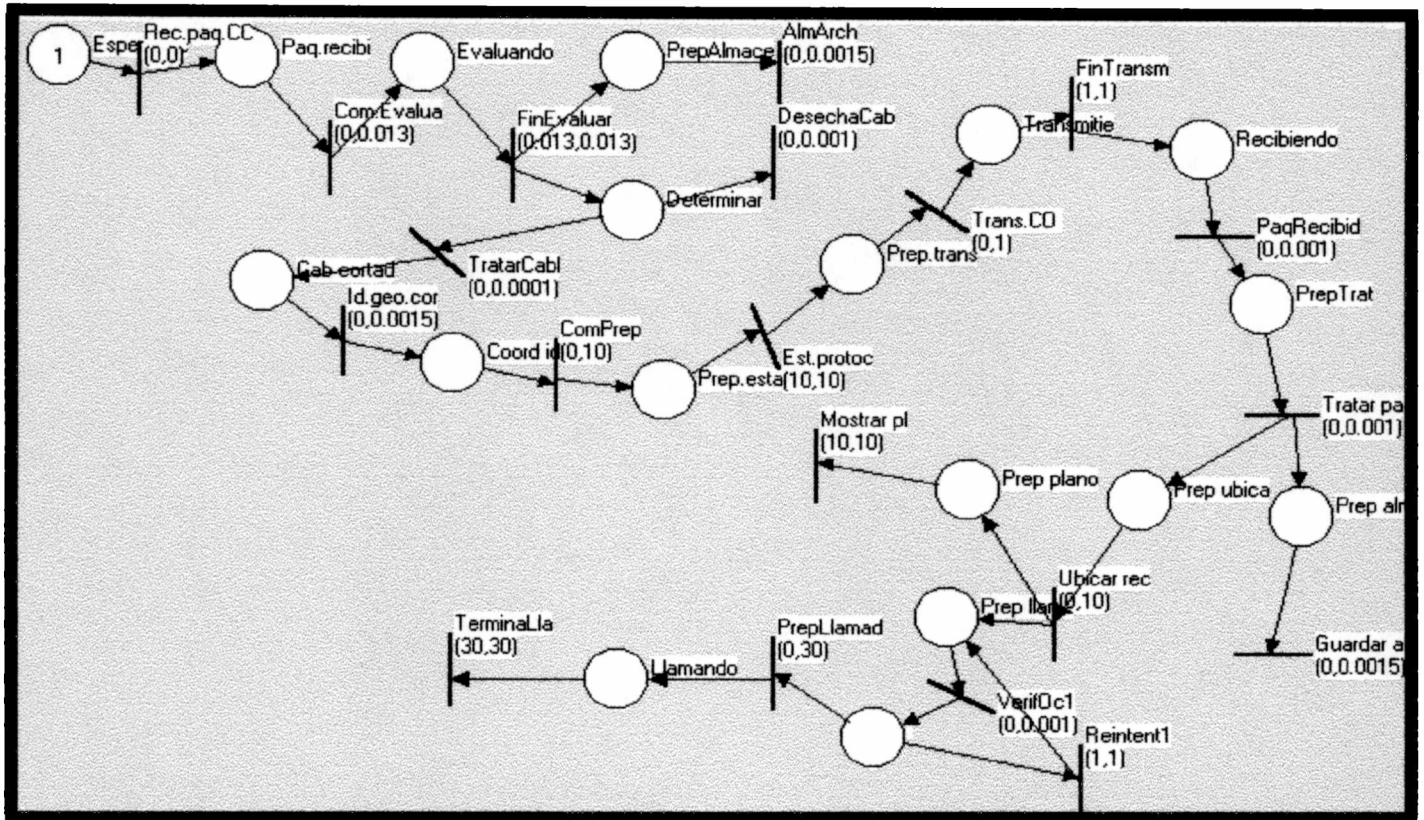 1
Espe
Rec.paq.CC
(0,0)
Paq.recibi
Evaluando
PrepAlmace
AlmArch
(0,0.0015)
FinTransm
(1,1)
Com.Evalua
(0,0.013)
FinEvaluar
(0.013,0.013)
DesechaCab
(0,0.001)
Transmitie
Recibiendo
Determinar
Trans.CO
(0,1)
PaqRecibid
(0,0.001)
Cab cortad
TratarCabl
(0,0.0001)
Prep.trans
PrepTrat
Id.geo.cor
(0,0.0015)
Coord id
ComPrep
(0,10)
Prep.esta
Est.protoc
(10,10)
Mostrar pl
(10,10)
Tratar pa
(0,0.001)
Prep plano
Prep ubica
Prep alr
Ubicar rec
(0,10)
Prep llar
TerminaLla
(30,30)
PrepLlamad
(0,30)
Guardar a
(0,0.0015)
Llamando
VerifOc1
(0,0.001)
Reintent1
(1,1)